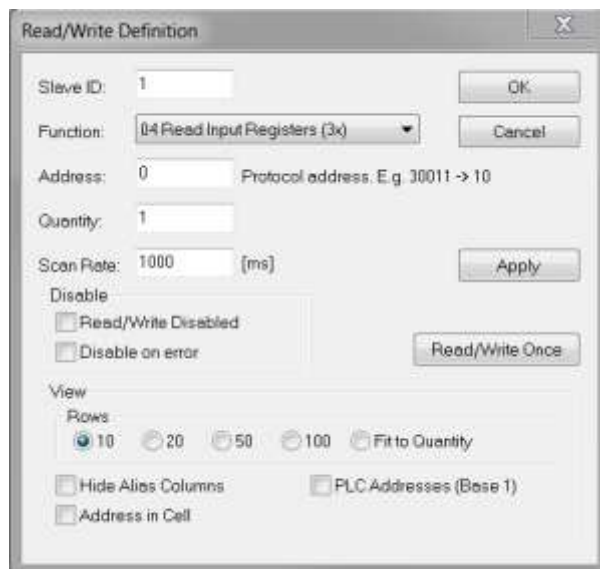 Read/Write Definition
Slave ID: 1 OK
Function: 04 Read Input Registers (3x) Cancel
Address: 0 Protocol address. E.g. 30011 -> 10
Quantity: 1
Scan Rate: 1000 [ms] Apply
Disable
Read/Write Disabled
Disable on error
Read/Write Once
View
Rows
10 20 50 100 Fit to Quantity
Hide Alias Columns PLC Addresses (Base 1)
Address in Cell